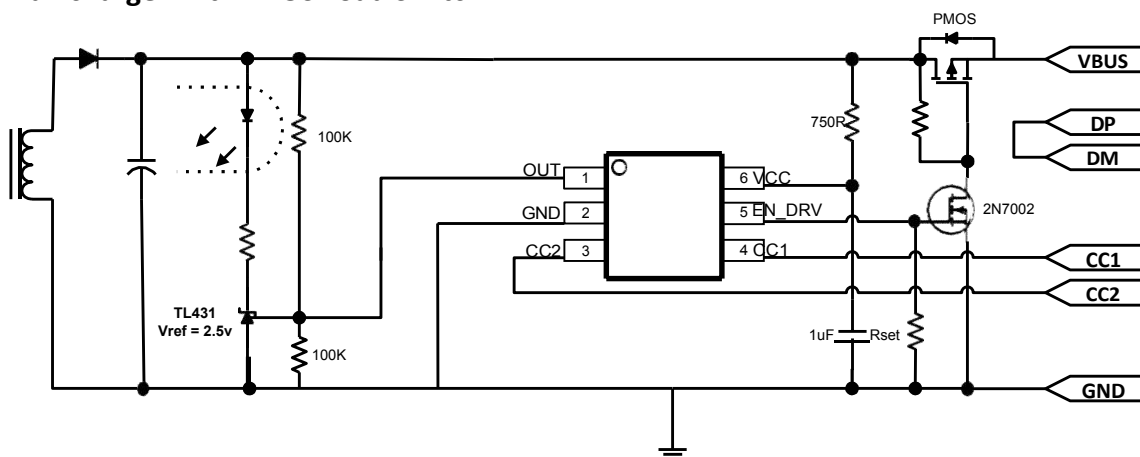 PMOS
VBUS
100K
750R
DP
DM
OUT 1
6 VCC
GND 2
5 EN_DRV
2N7002
CC2 3
4 CC1
CC1
CC2
TL431
Vref = 2.5v
1uF
Rset
100K
GND